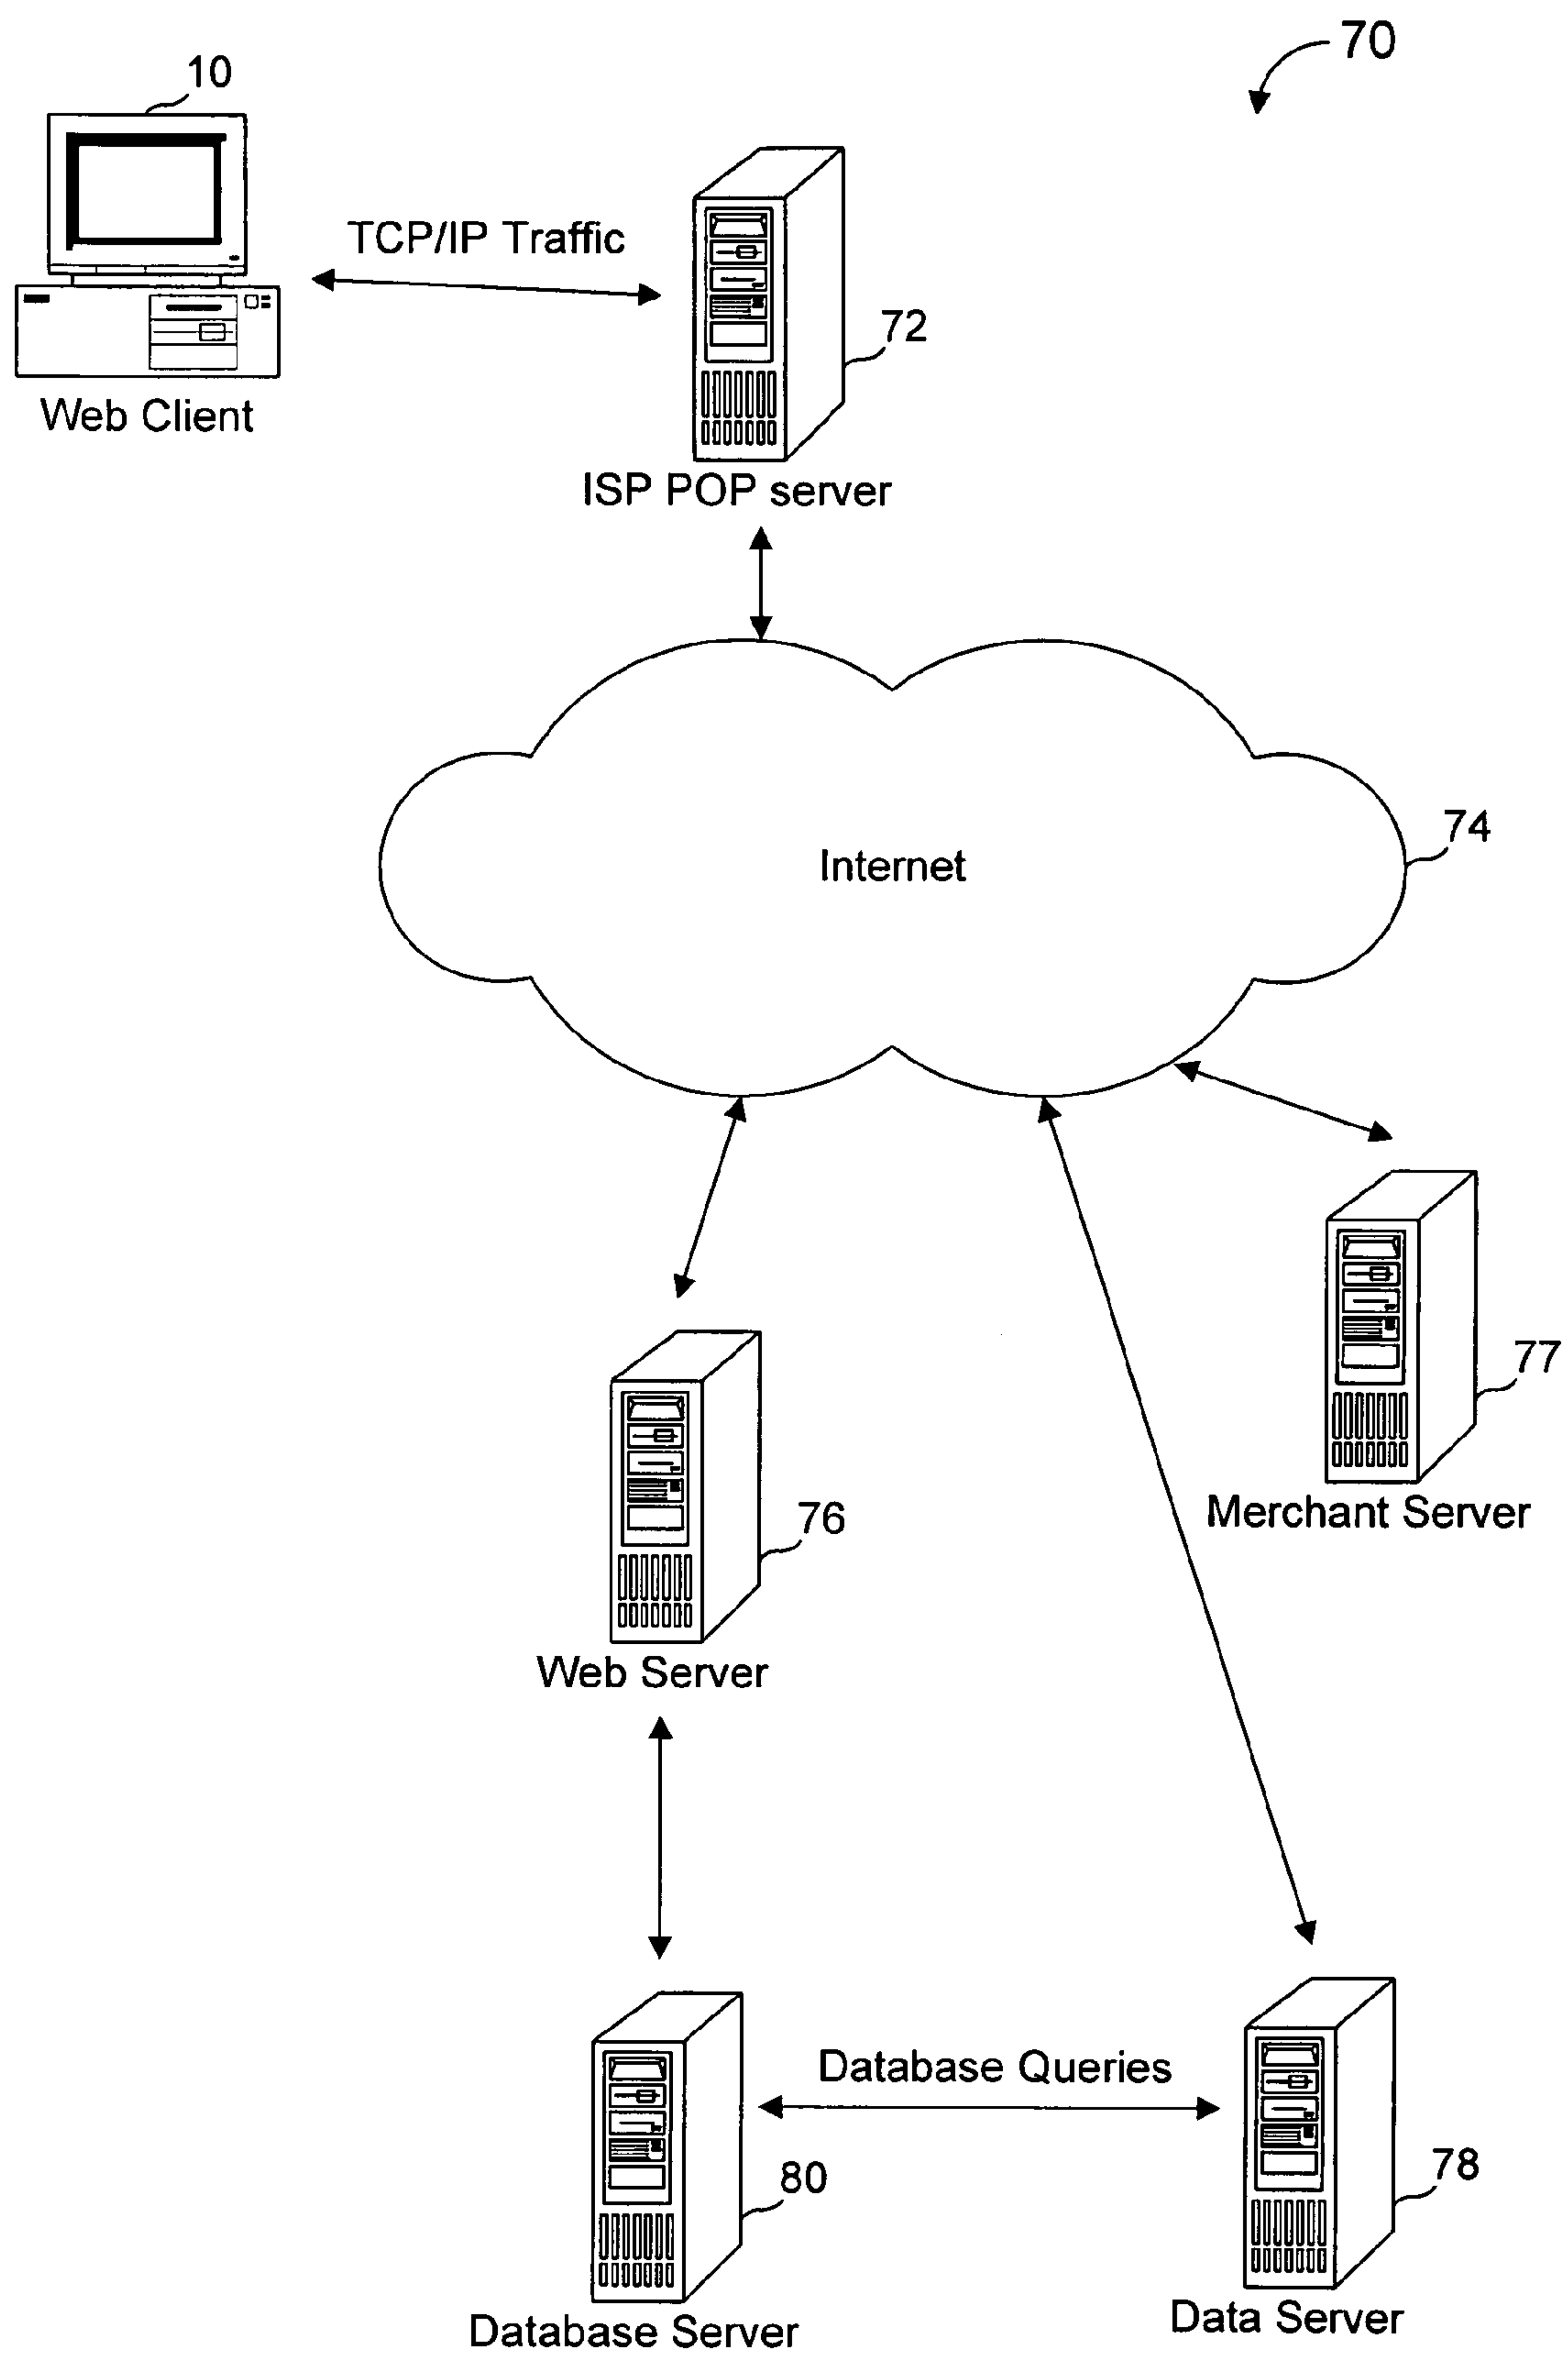 70
10
TCP/IP Traffic
72
Web Client
ISP POP server
74
Internet
77
Merchant Server
76
Web Server
Database Queries
80
78
Database Server
Data Server